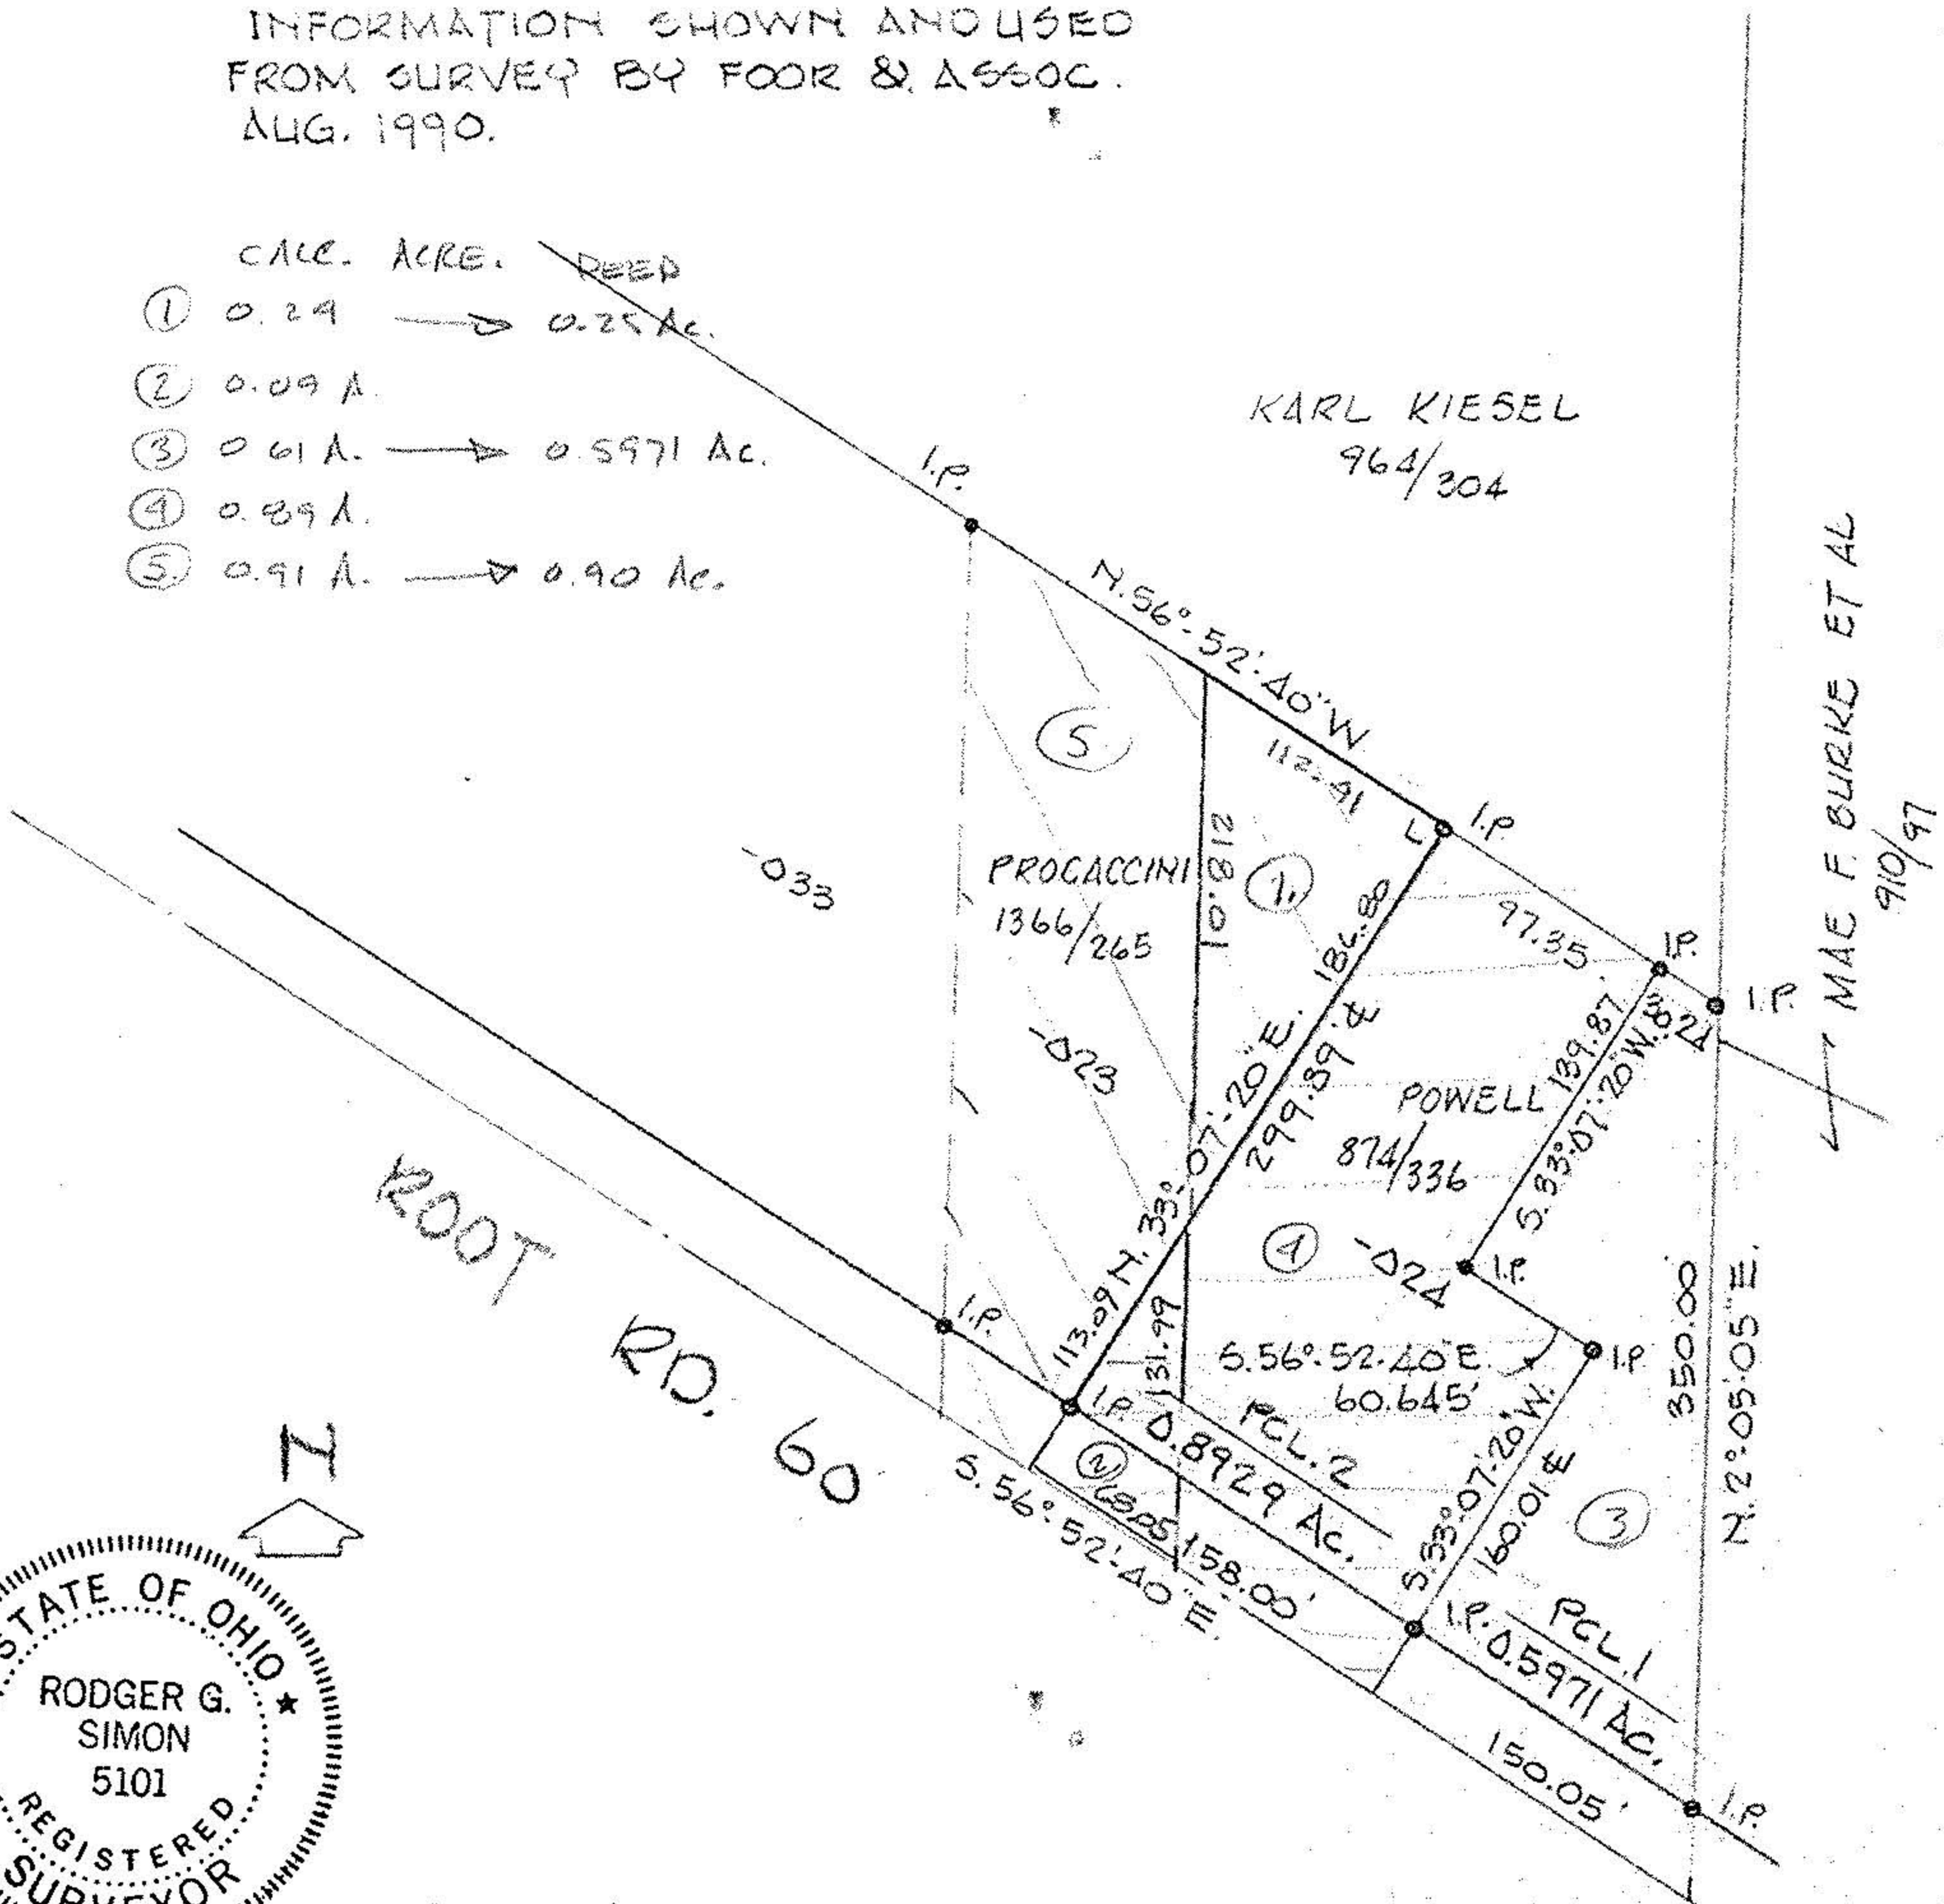 INFORMATION SHOWN AND USED
FROM SURVEY BY FOOR & ASSOC.
AUG. 1990.
CALC. ACRE. DEED
① 0.24 → 0.25 Ac.
② 0.09 A.
③ 0.61 A. → 0.5971 Ac.
④ 0.89 A.
⑤ 0.91 A. → 0.90 Ac.
KARL KIESEL
964/304
I.P.
N.56°-52'-40"W
112.91
I.P.
97.35
I.P.
I.P.
8.24
MAE F. BURKE ET AL
910/97
⑤
①
218.01
186.80
PROCACCINI
1366/265
-033
-023
N. 33°-07'-20"E.
299.89' ℄
113.09
131.99
POWELL
874/336
139.87
S.33°-07'-20"W.
④
-024
I.P.
S.56°-52'-40"E.
60.645'
I.P.
350.00
N. 2°-05'-05"E.
I.P.
I.P.
PCL. 2
0.8929 Ac.
②
S.33°-07'-20"W.
160.01 ℄
③
ROOT RD. 60
S.56°-52'-40"E.
158.00'
I.P.
PCL. 1
0.5971 AC.
150.05'
I.P.
N
STATE OF OHIO
RODGER G.
SIMON
5101
REGISTERED
SURVEYOR